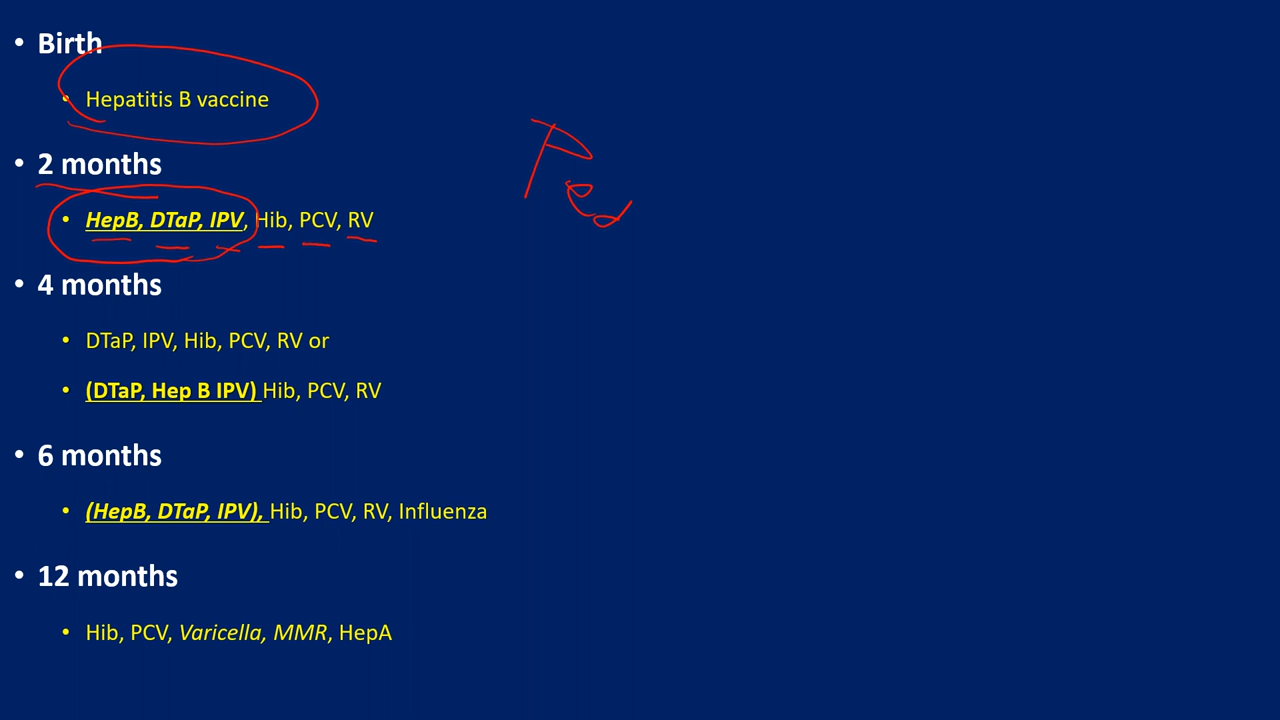 • Birth
• Hepatitis B vaccine
Ped
• 2 months
• HepB, DTaP, IPV, Hib, PCV, RV
• 4 months
• DTaP, IPV, Hib, PCV, RV or
• (DTaP, Hep B IPV) Hib, PCV, RV
• 6 months
• (HepB, DTaP, IPV), Hib, PCV, RV, Influenza
• 12 months
• Hib, PCV, Varicella, MMR, HepA